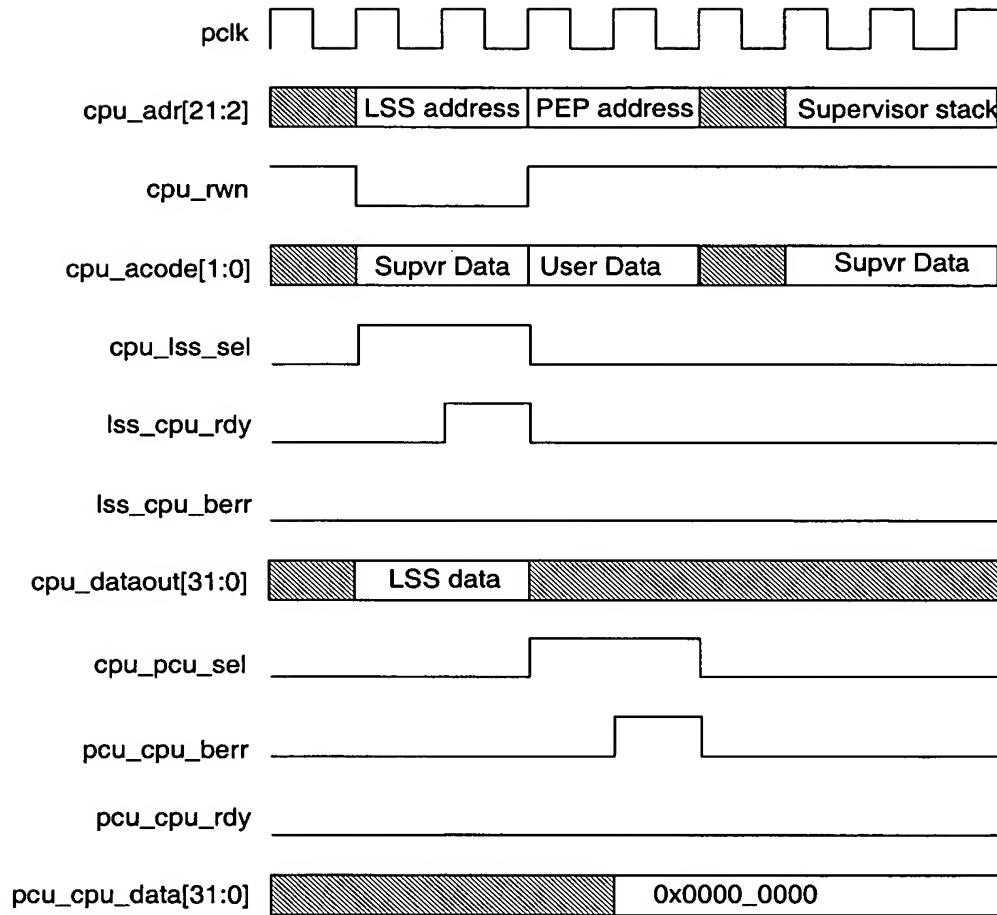 pclk
cpu_adr[21:2] LSS address PEP address Supervisor stack
cpu_rwn
cpu_acode[1:0] Supvr Data User Data Supvr Data
cpu_lss_sel
lss_cpu_rdy
lss_cpu_berr
cpu_dataout[31:0] LSS data
cpu_pcu_sel
pcu_cpu_berr
pcu_cpu_rdy
pcu_cpu_data[31:0] 0x0000_0000